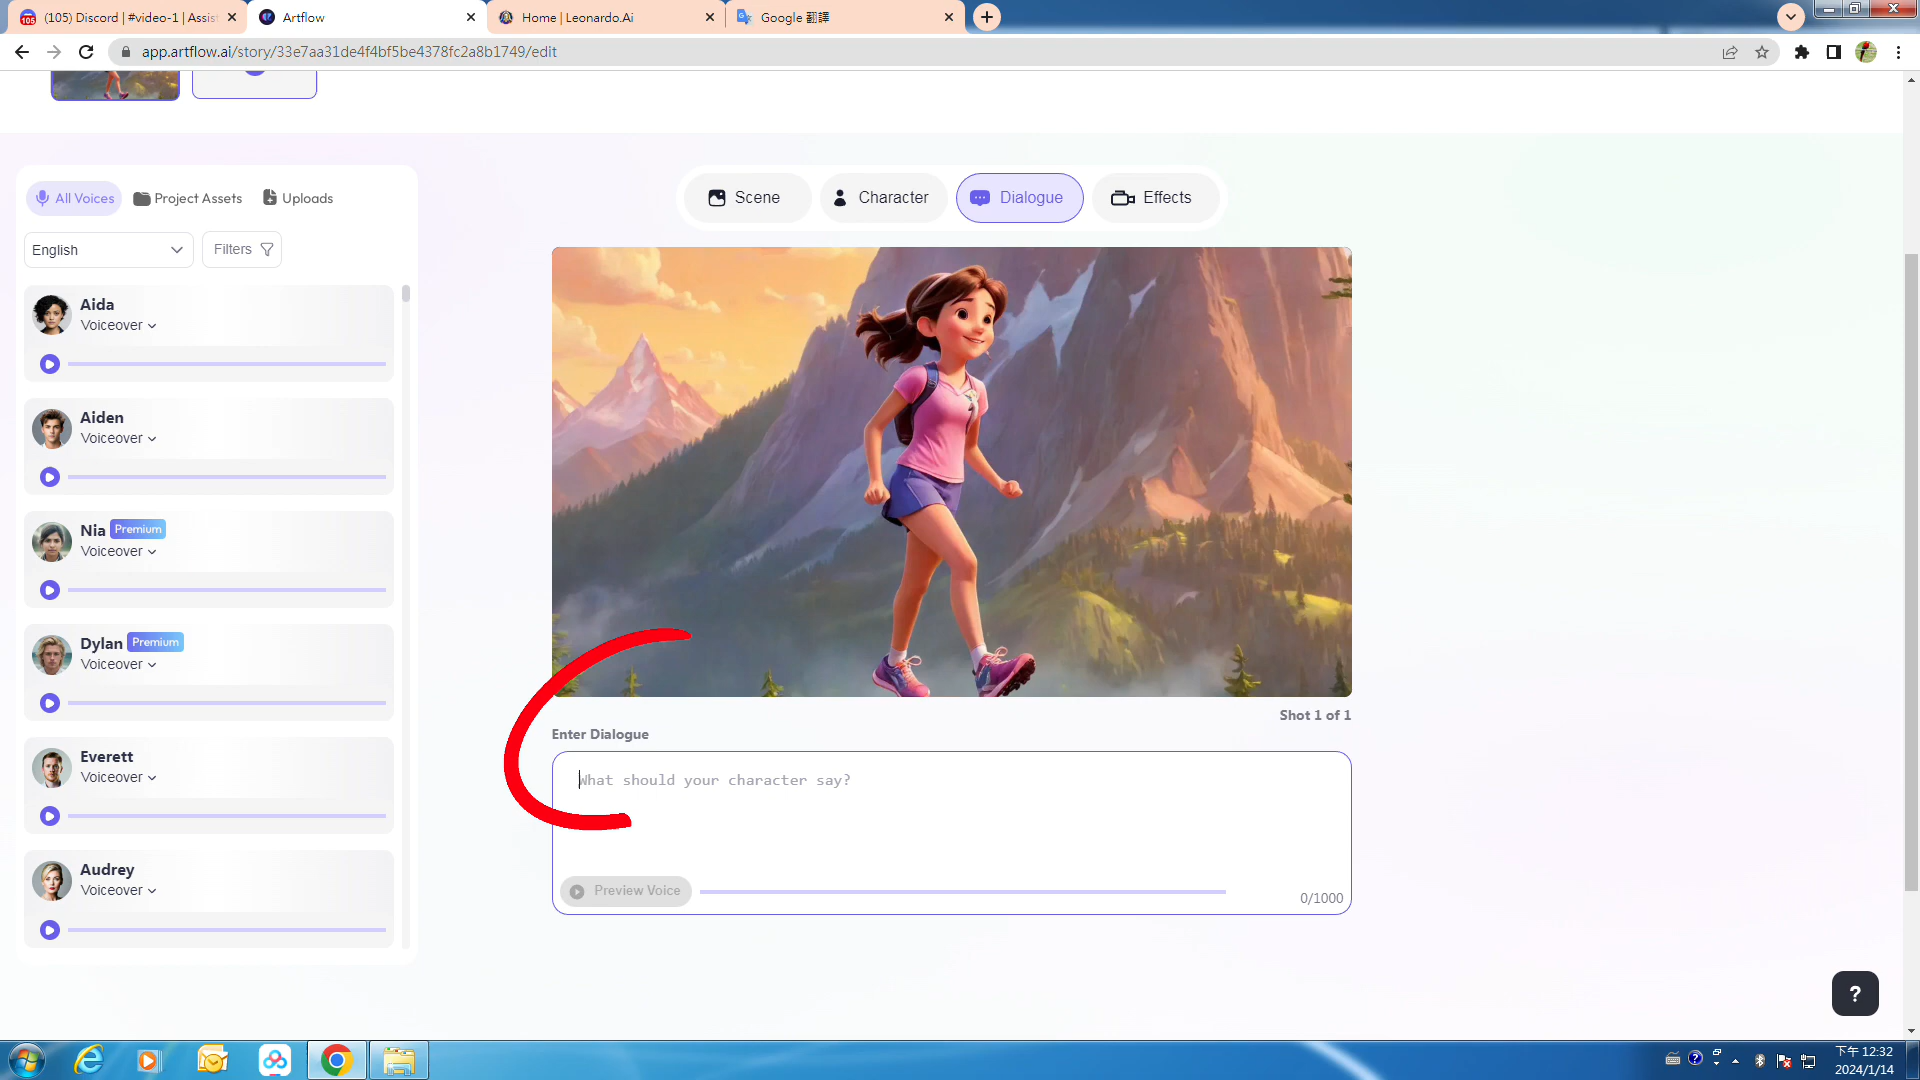 (105) Discord | #video-1 | Assis
Artflow
Home | Leonardo.Ai
Google 翻譯
app.artflow.ai/story/33e7aa31de4f4bf5be4378fc2a8b1749/edit
All Voices
Project Assets
Uploads
Scene
Character
Dialogue
Effects
English
Filters
Aida
Voiceover
Aiden
Voiceover
Nia Premium
Voiceover
Dylan Premium
Voiceover
Everett
Voiceover
Audrey
Voiceover
Shot 1 of 1
Enter Dialogue
What should your character say?
Preview Voice
0/1000
?
下午 12:32
2024/1/14